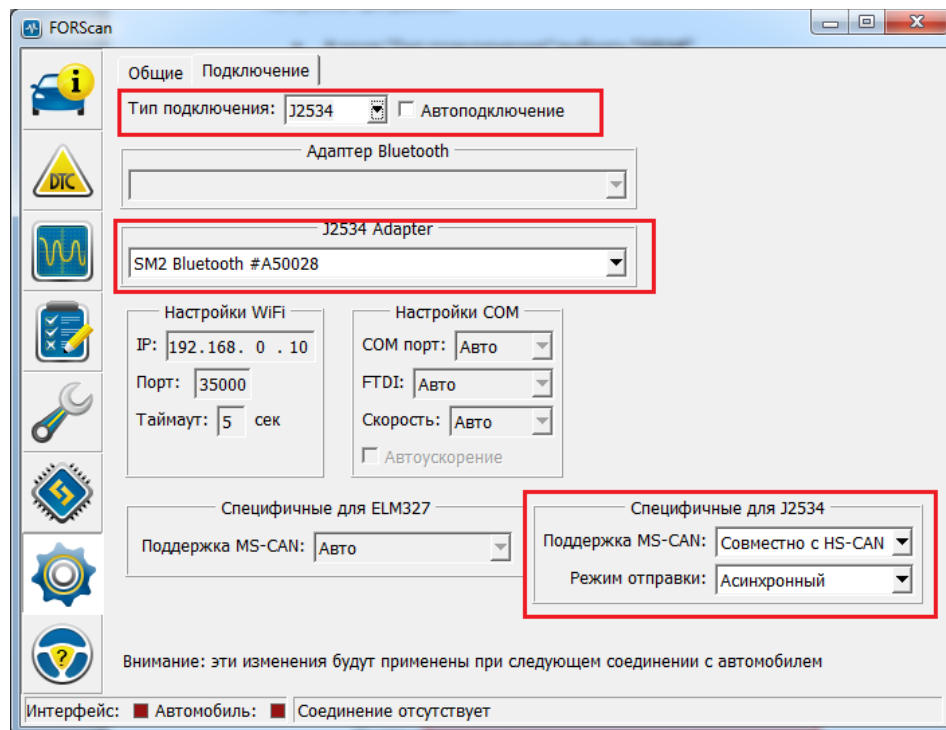 FORScan
Общие Подключение
Тип подключения: J2534 Автоподключение
Адаптер Bluetooth
J2534 Adapter
SM2 Bluetooth #A50028
Настройки WiFi
IP: 192.168. 0 . 10
Порт: 35000
Таймаут: 5 сек
Настройки COM
COM порт: Авто
FTDI: Авто
Скорость: Авто
Автоускорение
Специфичные для ELM327
Поддержка MS-CAN: Авто
Специфичные для J2534
Поддержка MS-CAN: Совместно с HS-CAN
Режим отправки: Асинхронный
Внимание: эти изменения будут применены при следующем соединении с автомобилем
Интерфейс: Автомобиль: Соединение отсутствует
i
DTC
?